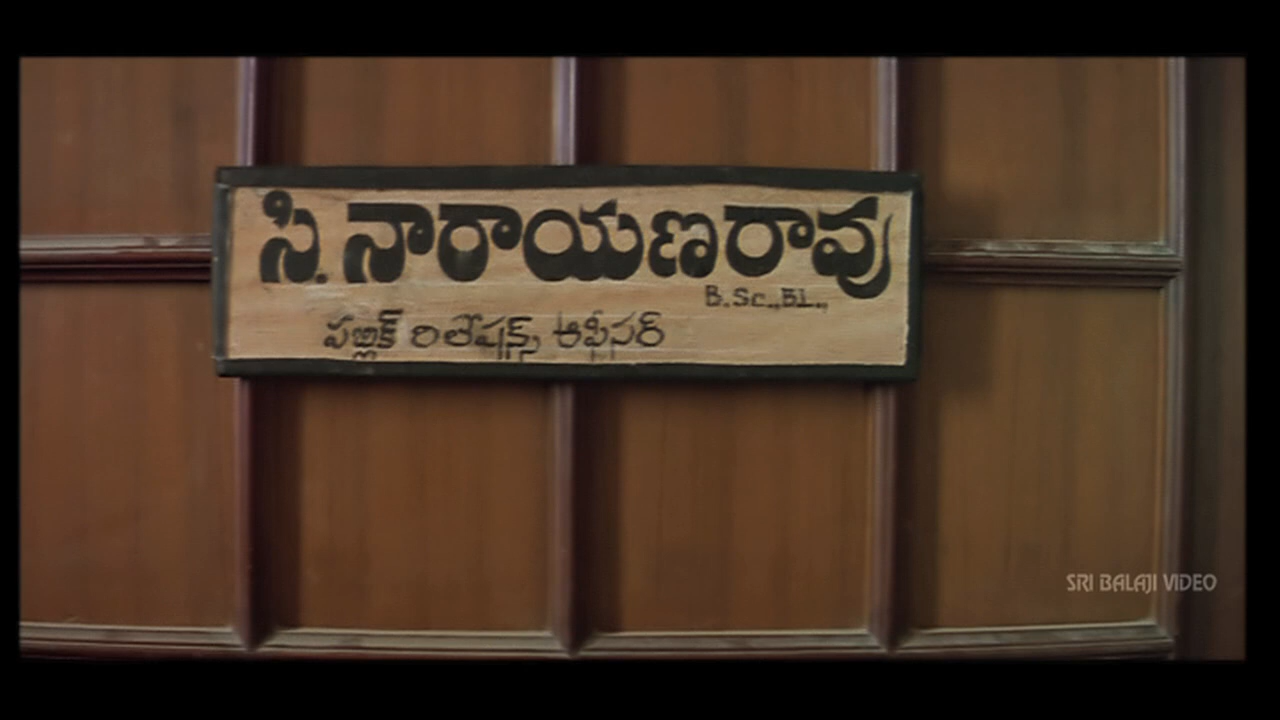 సి. నారాయణరావు
B.Sc.,BL.,
పబ్లిక్ రిలేషన్స్ ఆఫీసర్
SRI BALAJI VIDEO